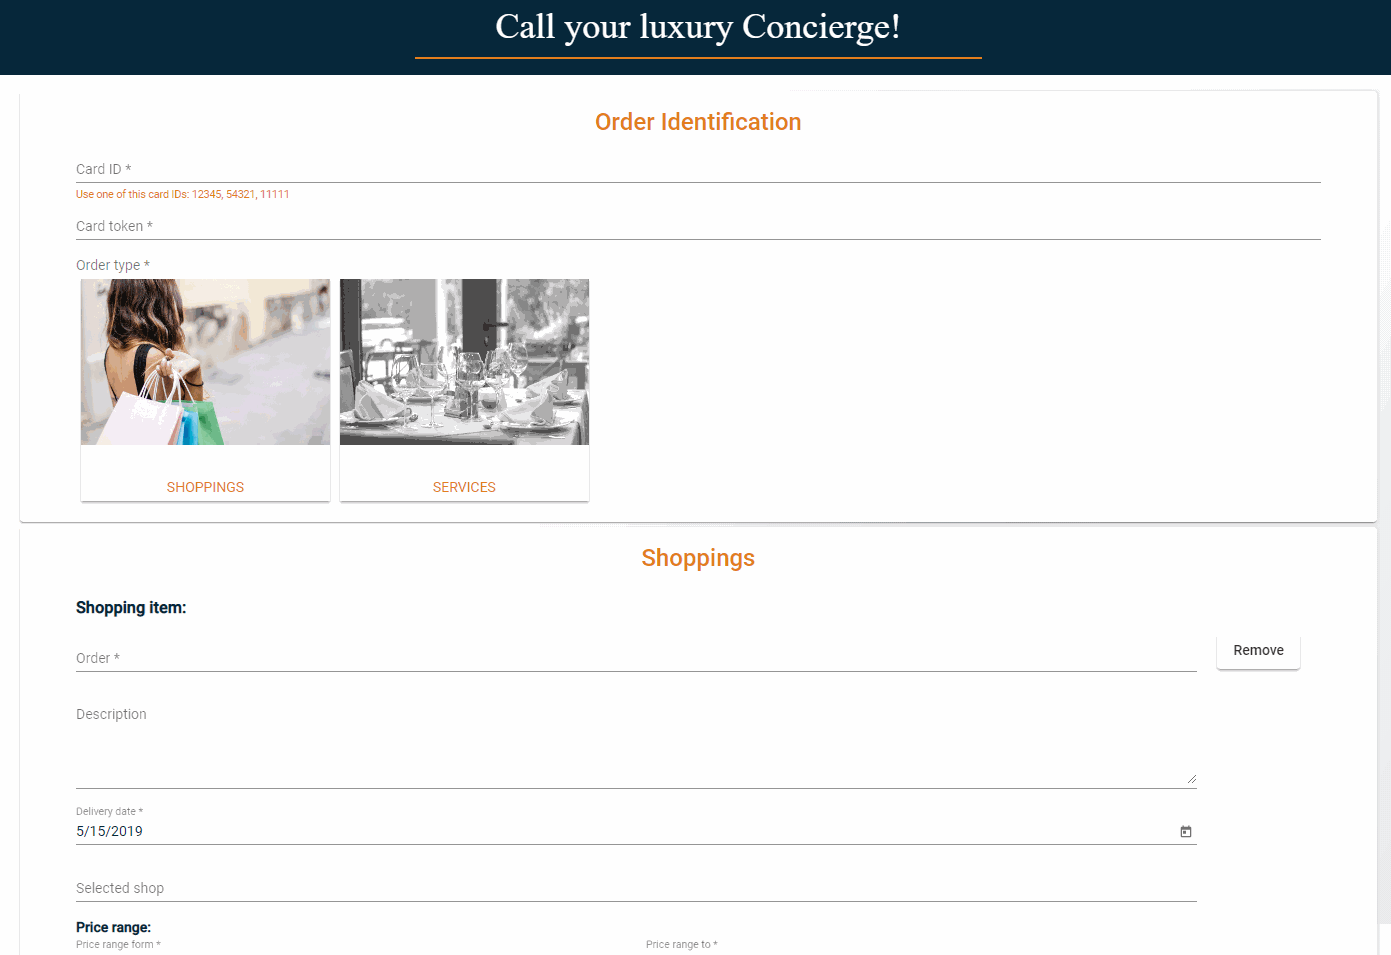 Call your luxury Concierge!
Order Identification
Card ID *
Use one of this card IDs: 12345, 54321, 11111
Card token *
Order type *
SHOPPINGS
SERVICES
Shoppings
Shopping item:
Order *
Remove
Description
Delivery date *
5/15/2019
Selected shop
Price range:
Price range form *
Price range to *